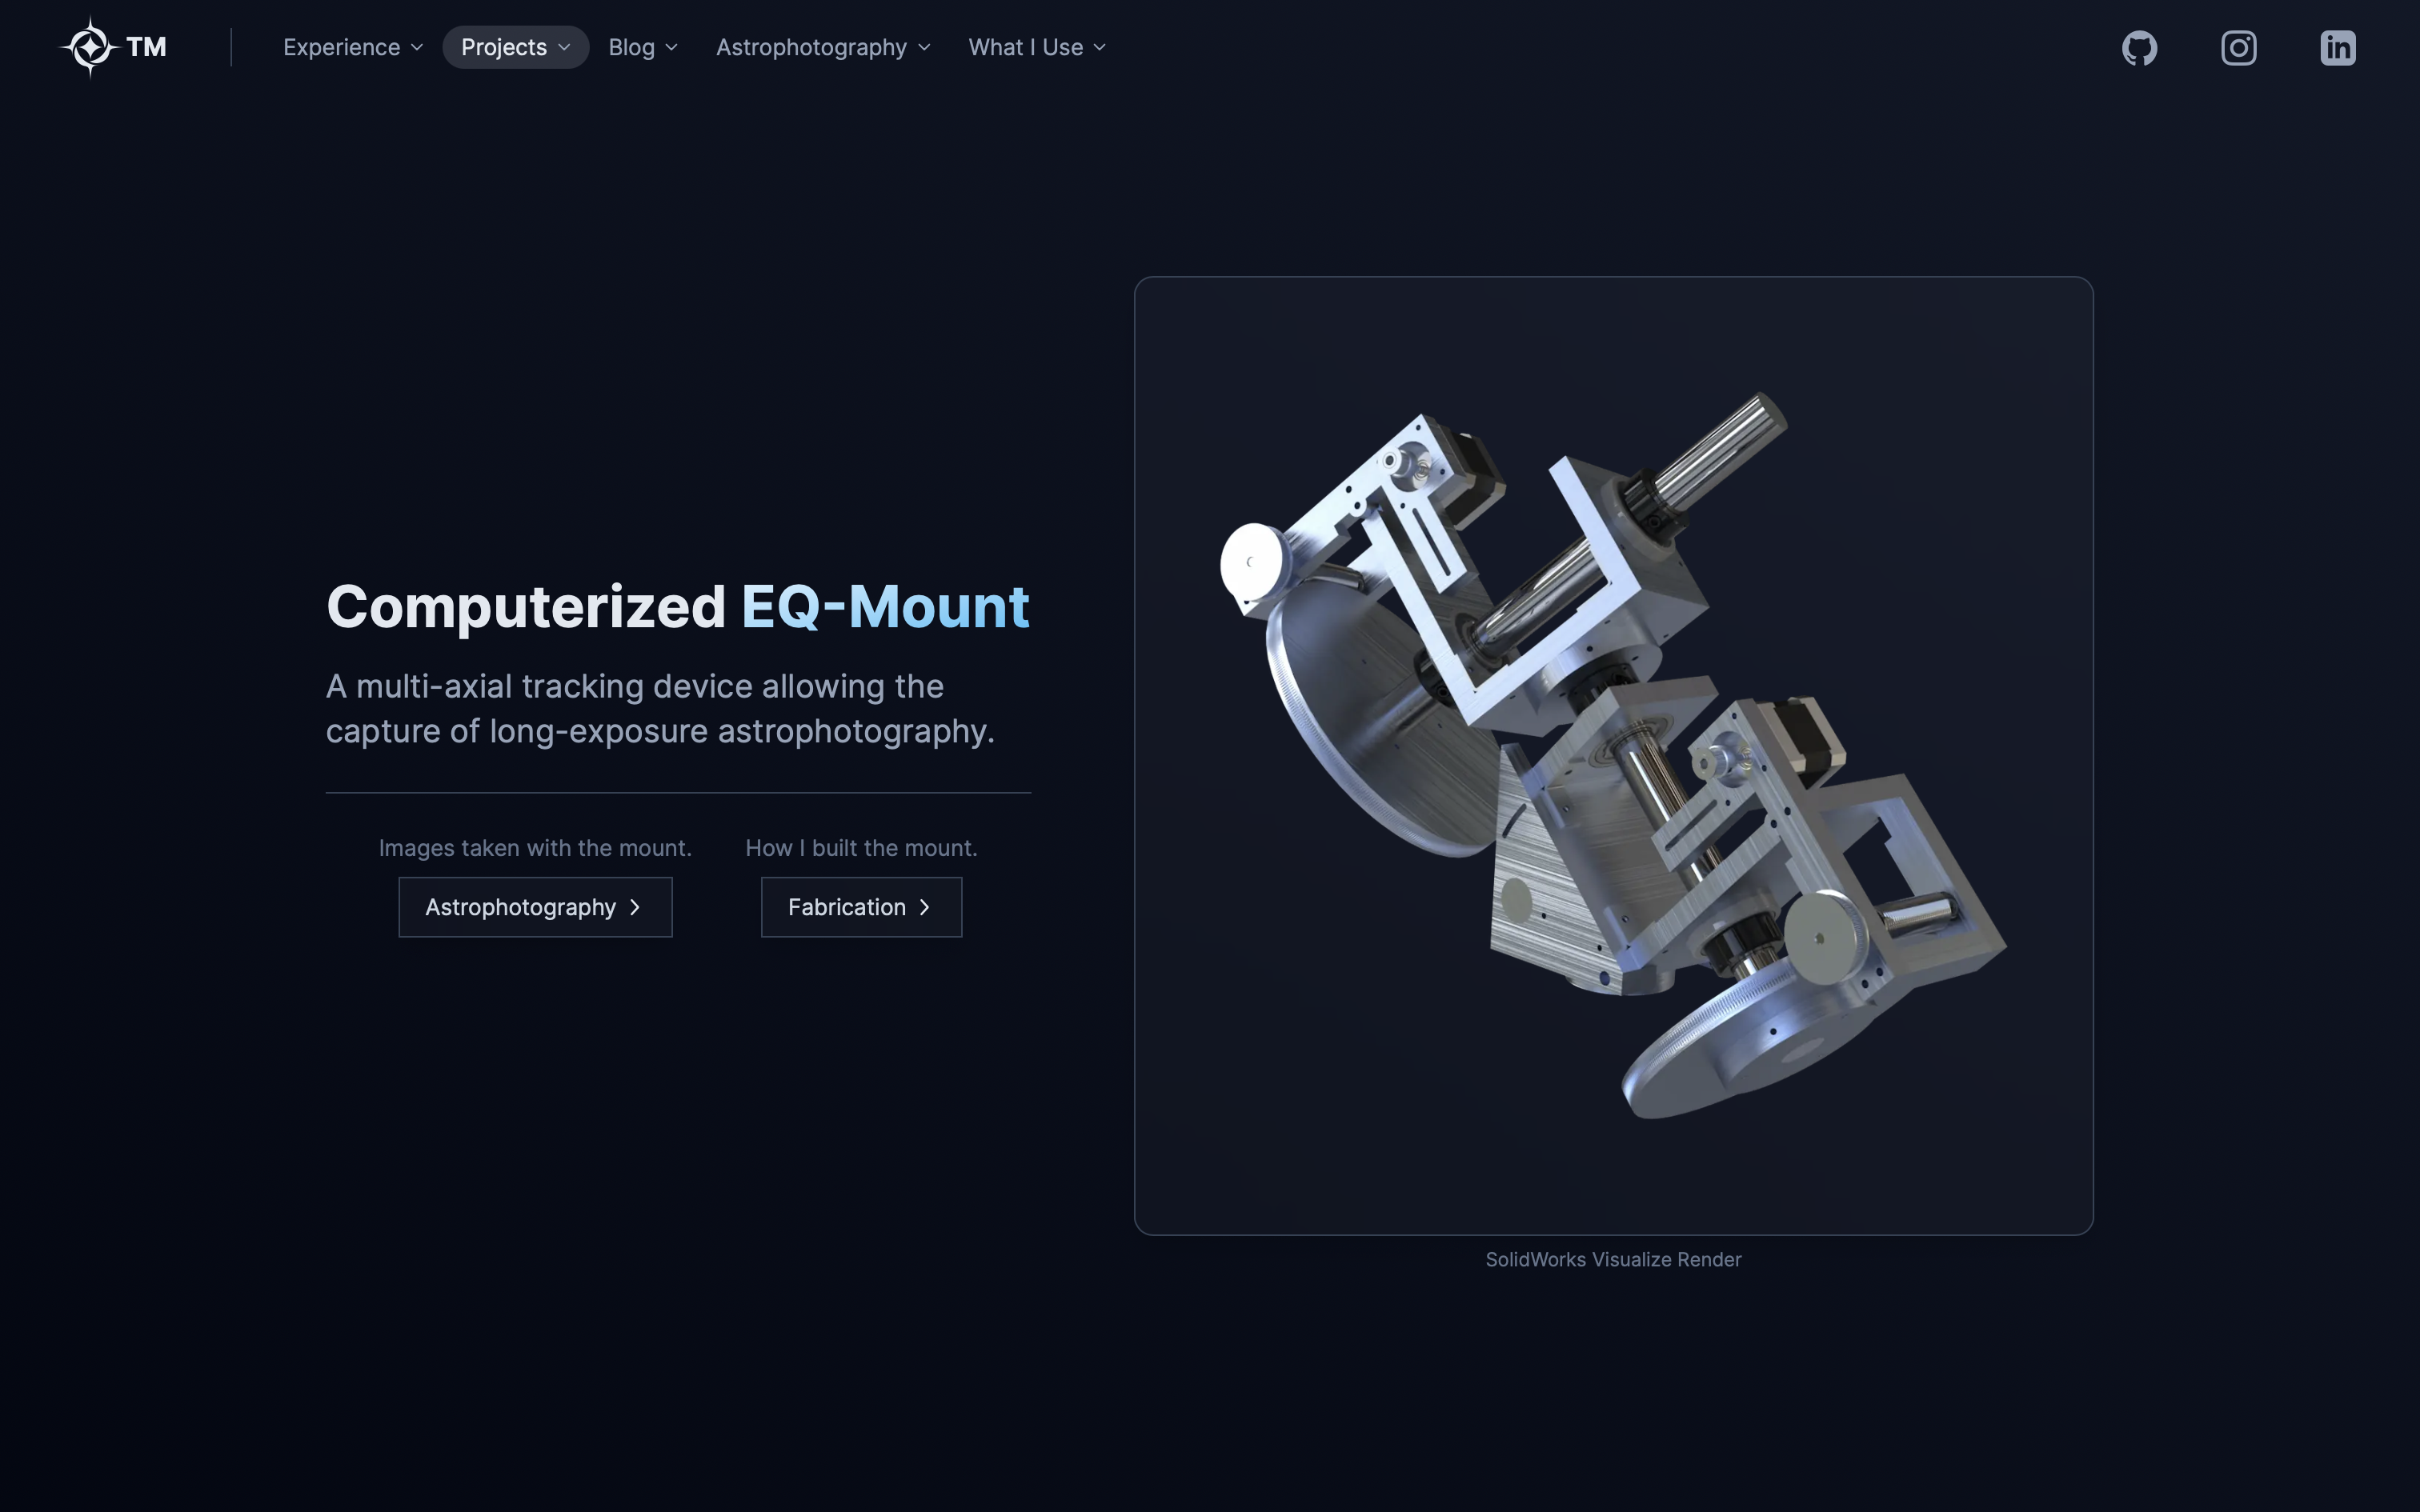 TM
Experience
Projects
Blog
Astrophotography
What I Use
in
Computerized EQ-Mount
A multi-axial tracking device allowing the
capture of long-exposure astrophotography.
Images taken with the mount.
Astrophotography
How I built the mount.
Fabrication
SolidWorks Visualize Render